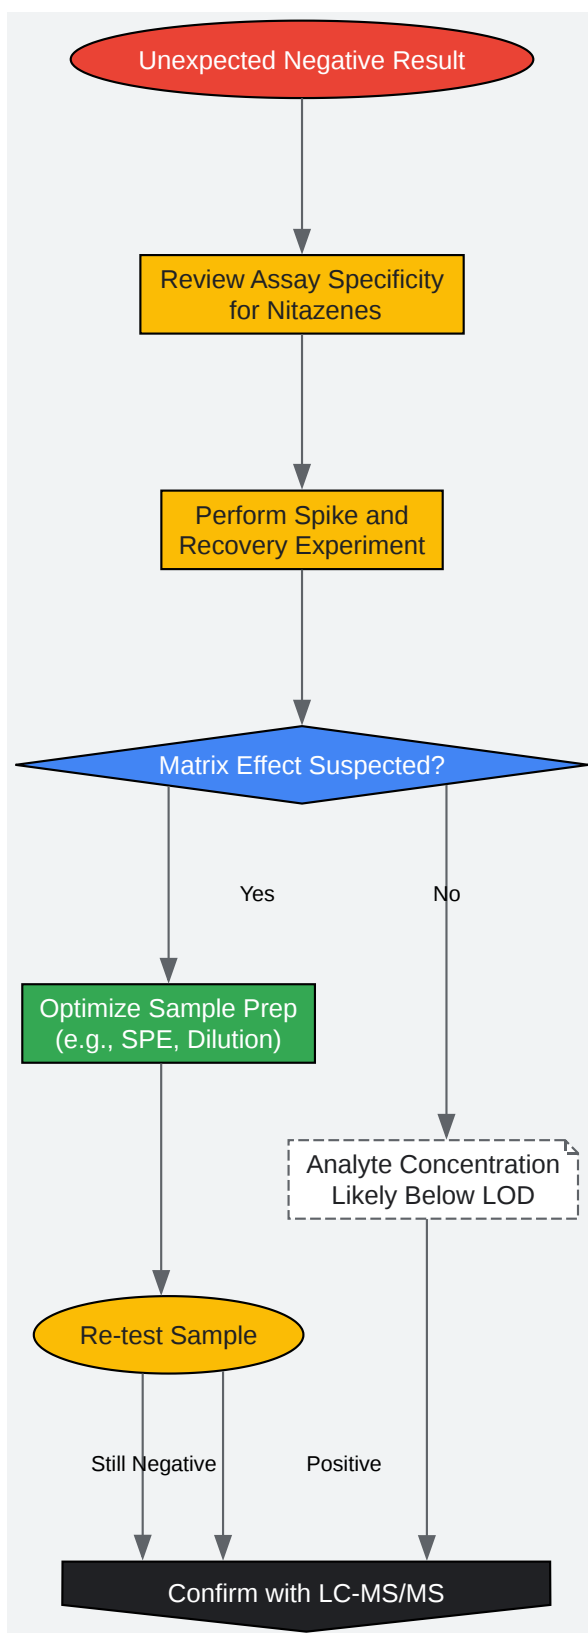 Unexpected Negative Result
Review Assay Specificity
for Nitazenes
Perform Spike and
Recovery Experiment
Matrix Effect Suspected?
Yes
No
Optimize Sample Prep
(e.g., SPE, Dilution)
Analyte Concentration
Likely Below LOD
Re-test Sample
Still Negative
Positive
Confirm with LC-MS/MS